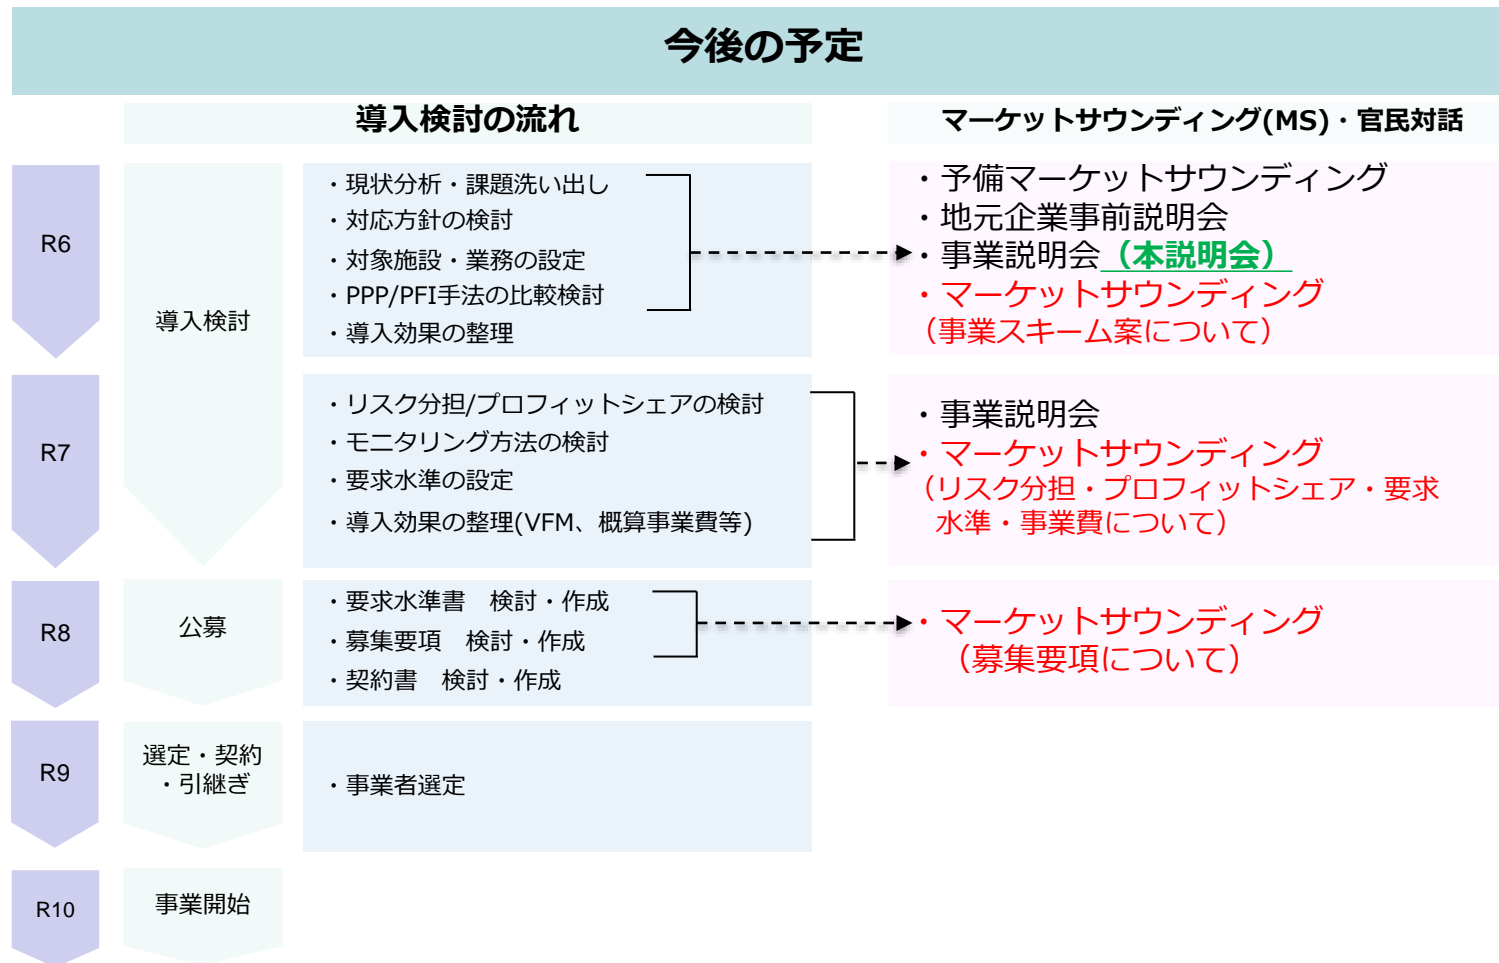 今後の予定
導入検討の流れ
マーケットサウンディング(MS)・官民対話
R6
導入検討
・現状分析・課題洗い出し
・対応方針の検討
・対象施設・業務の設定
・PPP/PFI手法の比較検討
・導入効果の整理
・予備マーケットサウンディング
・地元企業事前説明会
・事業説明会（本説明会）
・マーケットサウンディング
（事業スキーム案について）
R7
・リスク分担/プロフィットシェアの検討
・モニタリング方法の検討
・要求水準の設定
・導入効果の整理(VFM、概算事業費等)
・事業説明会
・マーケットサウンディング
（リスク分担・プロフィットシェア・要求
水準・事業費について）
R8
公募
・要求水準書　検討・作成
・募集要項　検討・作成
・契約書　検討・作成
・マーケットサウンディング
（募集要項について）
R9
選定・契約
・引継ぎ
・事業者選定
R10
事業開始